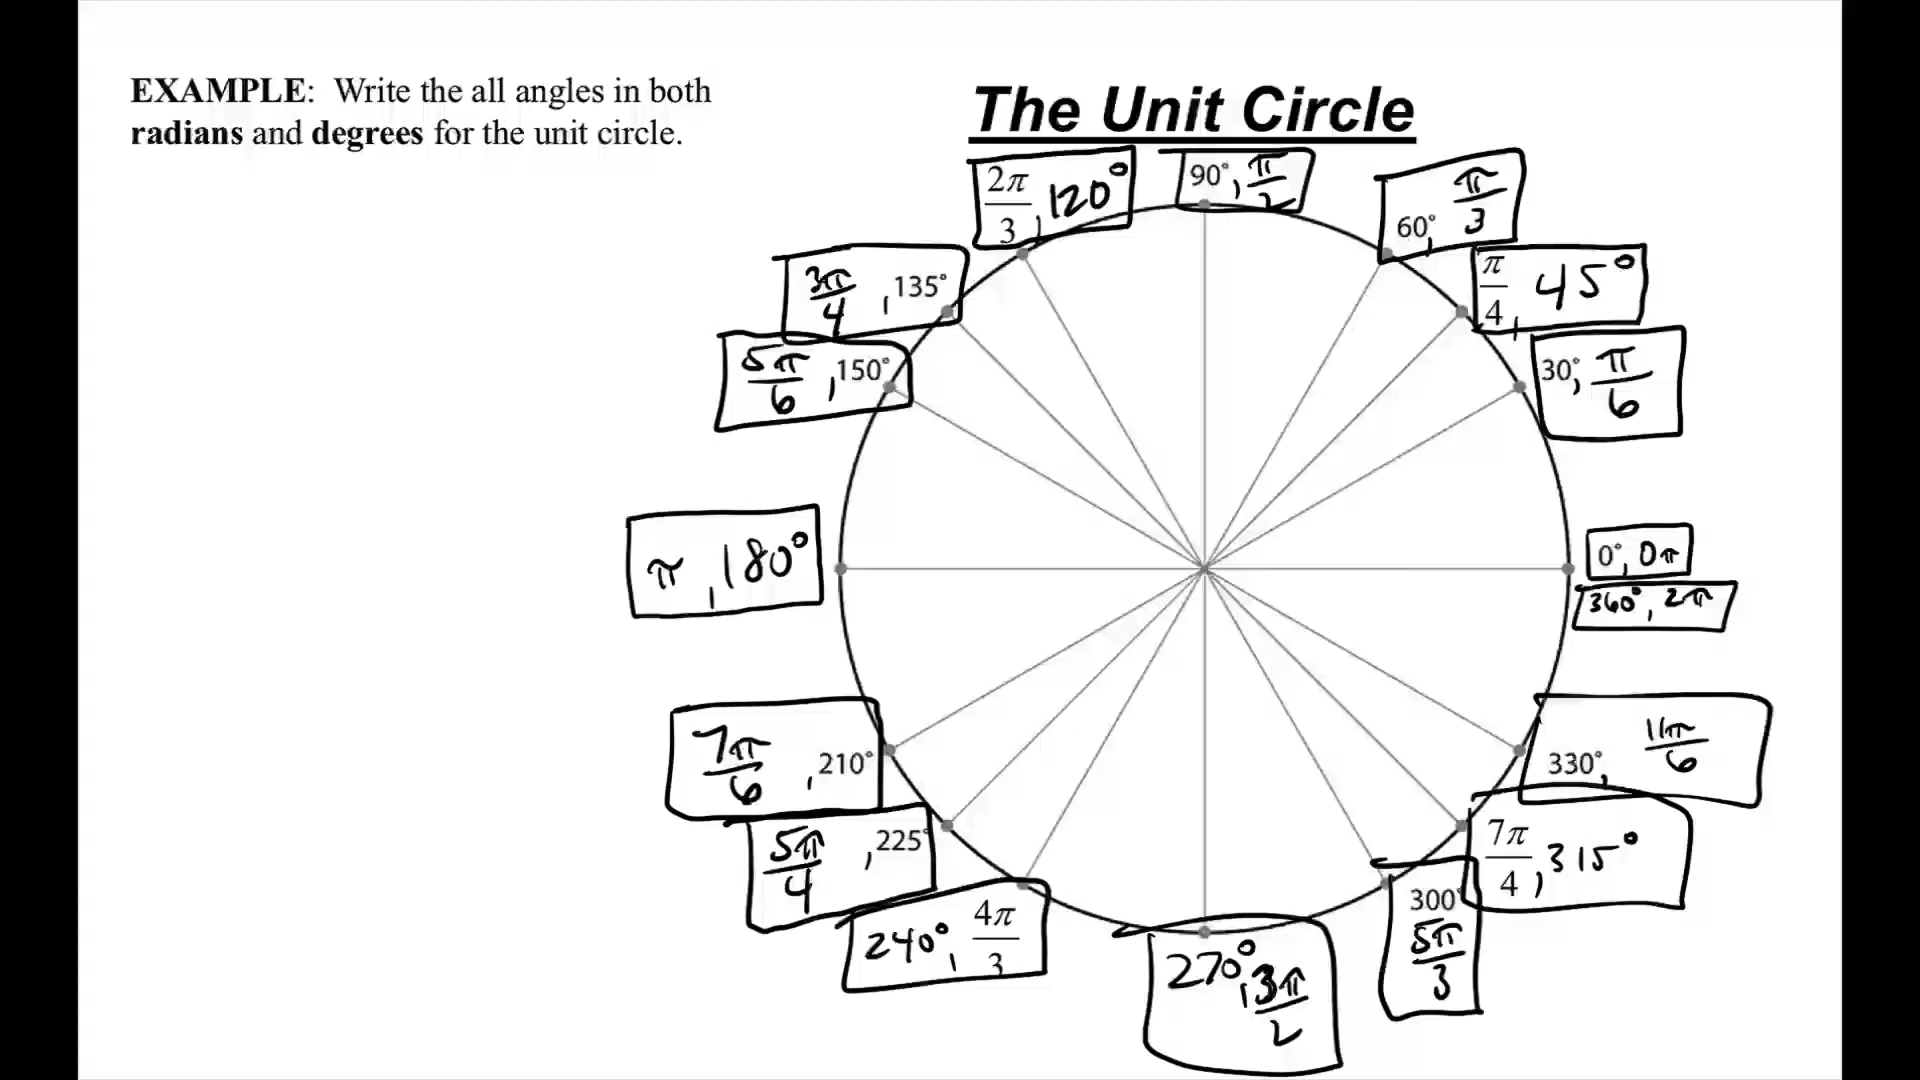 EXAMPLE: Write the all angles in both
radians and degrees for the unit circle.
The Unit Circle
2π/3, 120°
90°, π/2
60°, π/3
3π/4, 135°
π/4, 45°
5π/6, 150°
30°, π/6
π, 180°
0°, 0π
360°, 2π
7π/6, 210°
330°, 11π/6
5π/4, 225°
7π/4, 315°
240°, 4π/3
300°
5π/3
270°, 3π/2